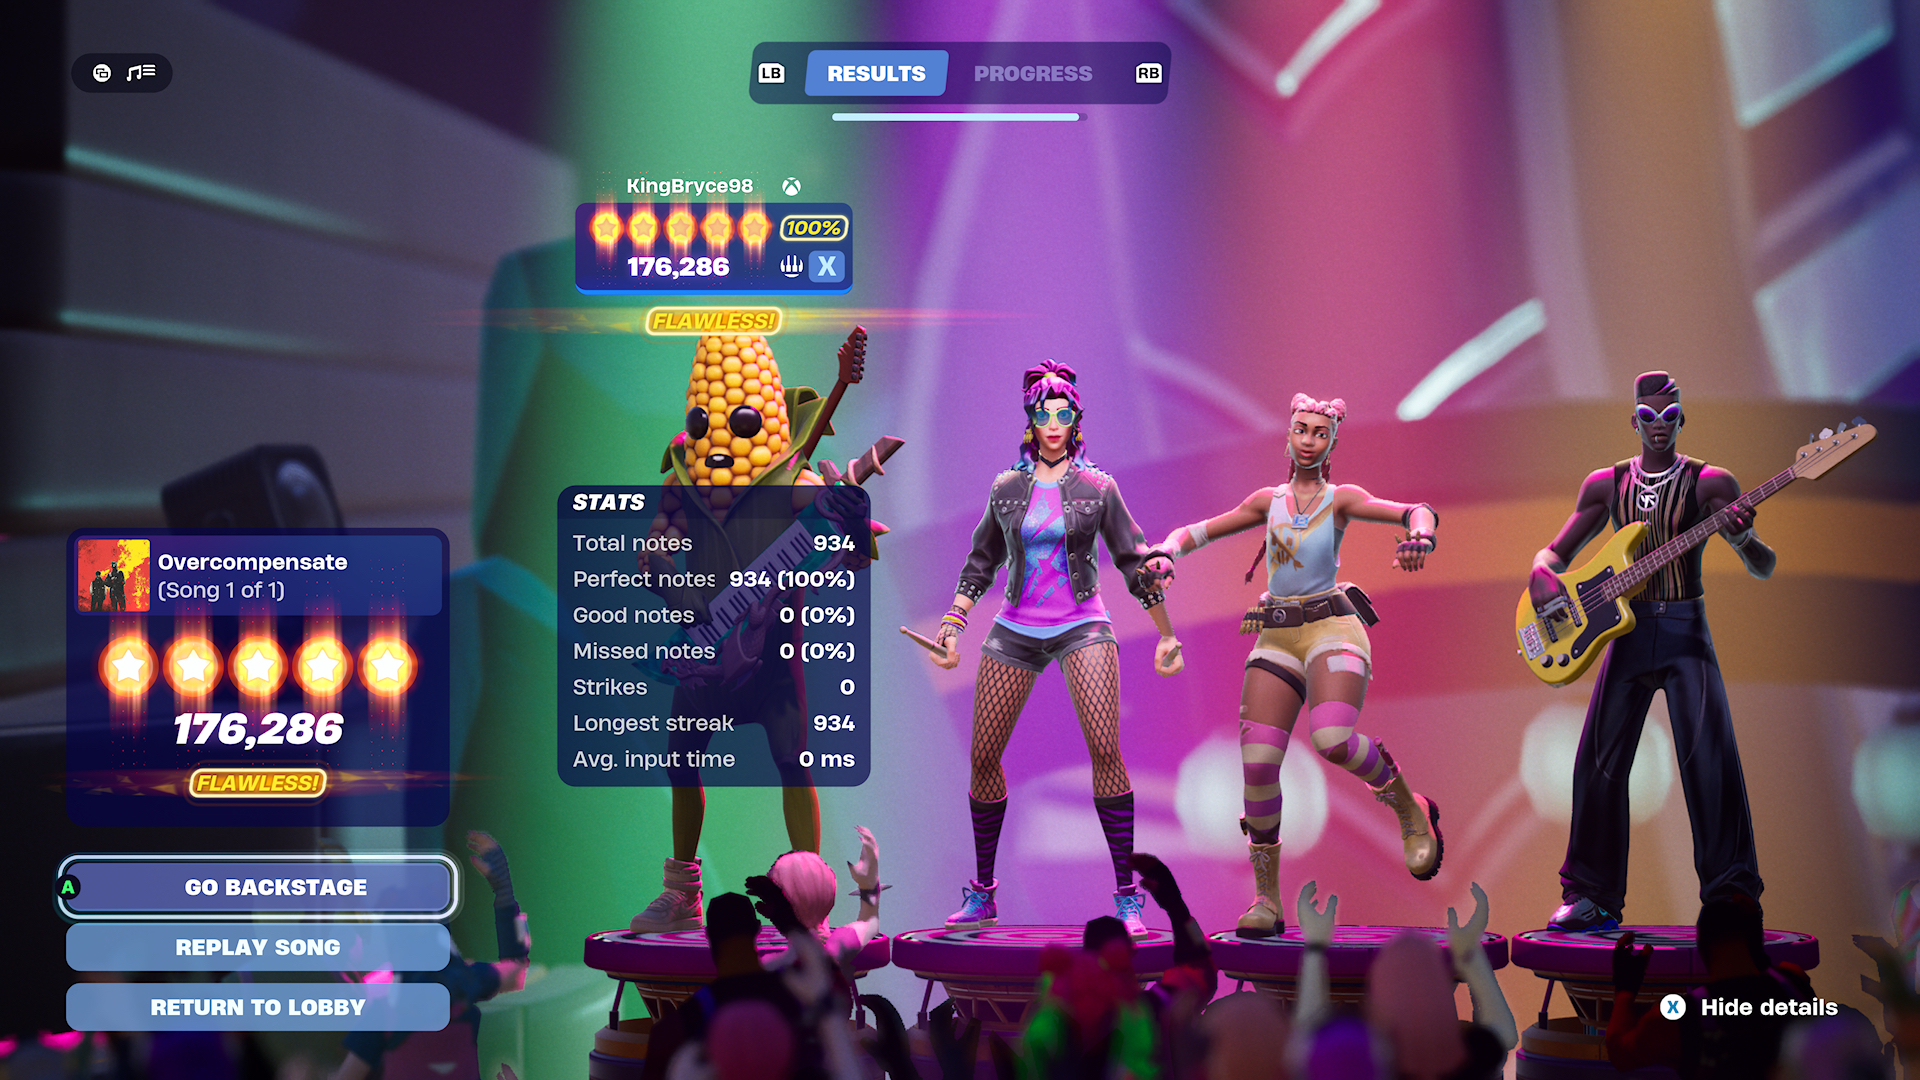 LB RESULTS PROGRESS RB
KingBryce98
100%
176,286 X
FLAWLESS!
STATS
Total notes 934
Perfect notes 934 (100%)
Good notes 0 (0%)
Missed notes 0 (0%)
Strikes 0
Longest streak 934
Avg. input time 0 ms
Overcompensate
(Song 1 of 1)
176,286
FLAWLESS!
A GO BACKSTAGE
REPLAY SONG
RETURN TO LOBBY
X Hide details